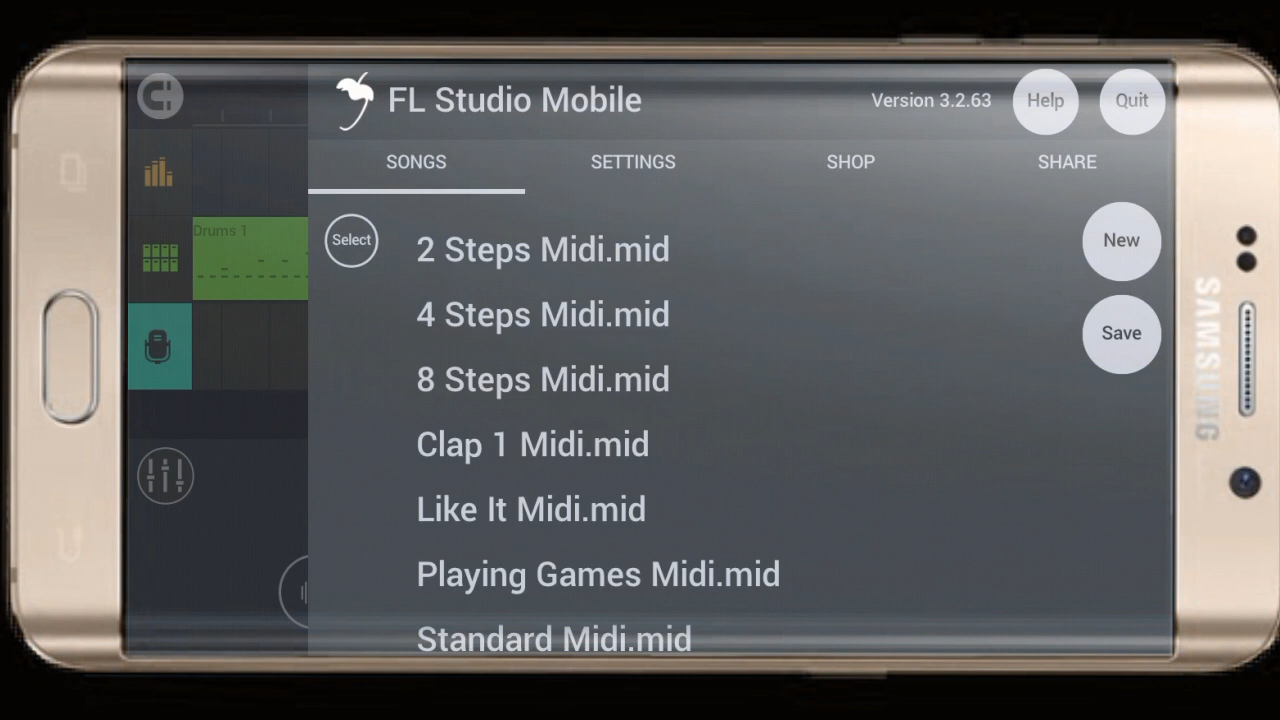 FL Studio Mobile
Version 3.2.63
Help
Quit
SONGS
SETTINGS
SHOP
SHARE
Select
2 Steps Midi.mid
4 Steps Midi.mid
8 Steps Midi.mid
Clap 1 Midi.mid
Like It Midi.mid
Playing Games Midi.mid
Standard Midi.mid
New
Save
Drums 1
SAMSUNG